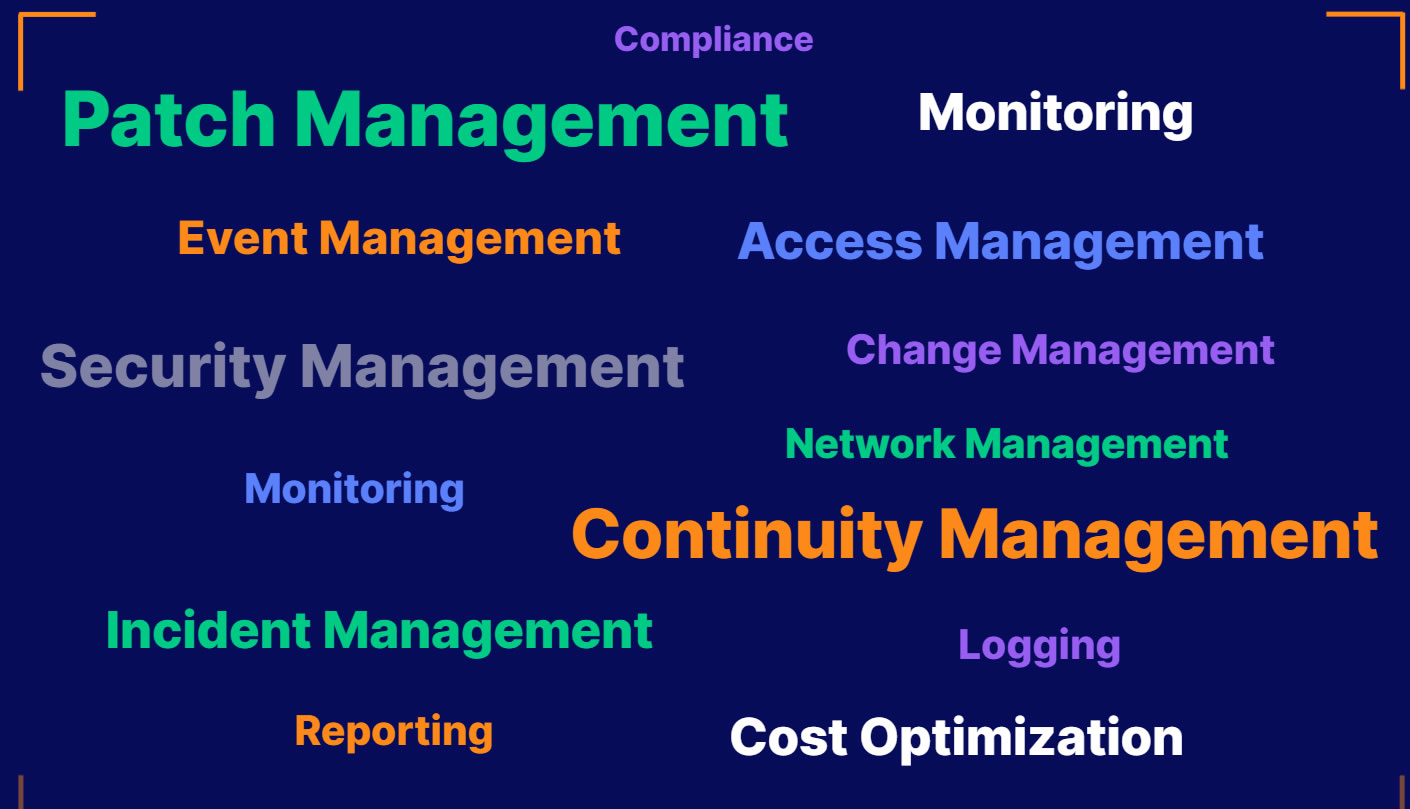 Compliance
Patch Management
Monitoring
Event Management
Access Management
Security Management
Change Management
Network Management
Monitoring
Continuity Management
Incident Management
Logging
Reporting
Cost Optimization